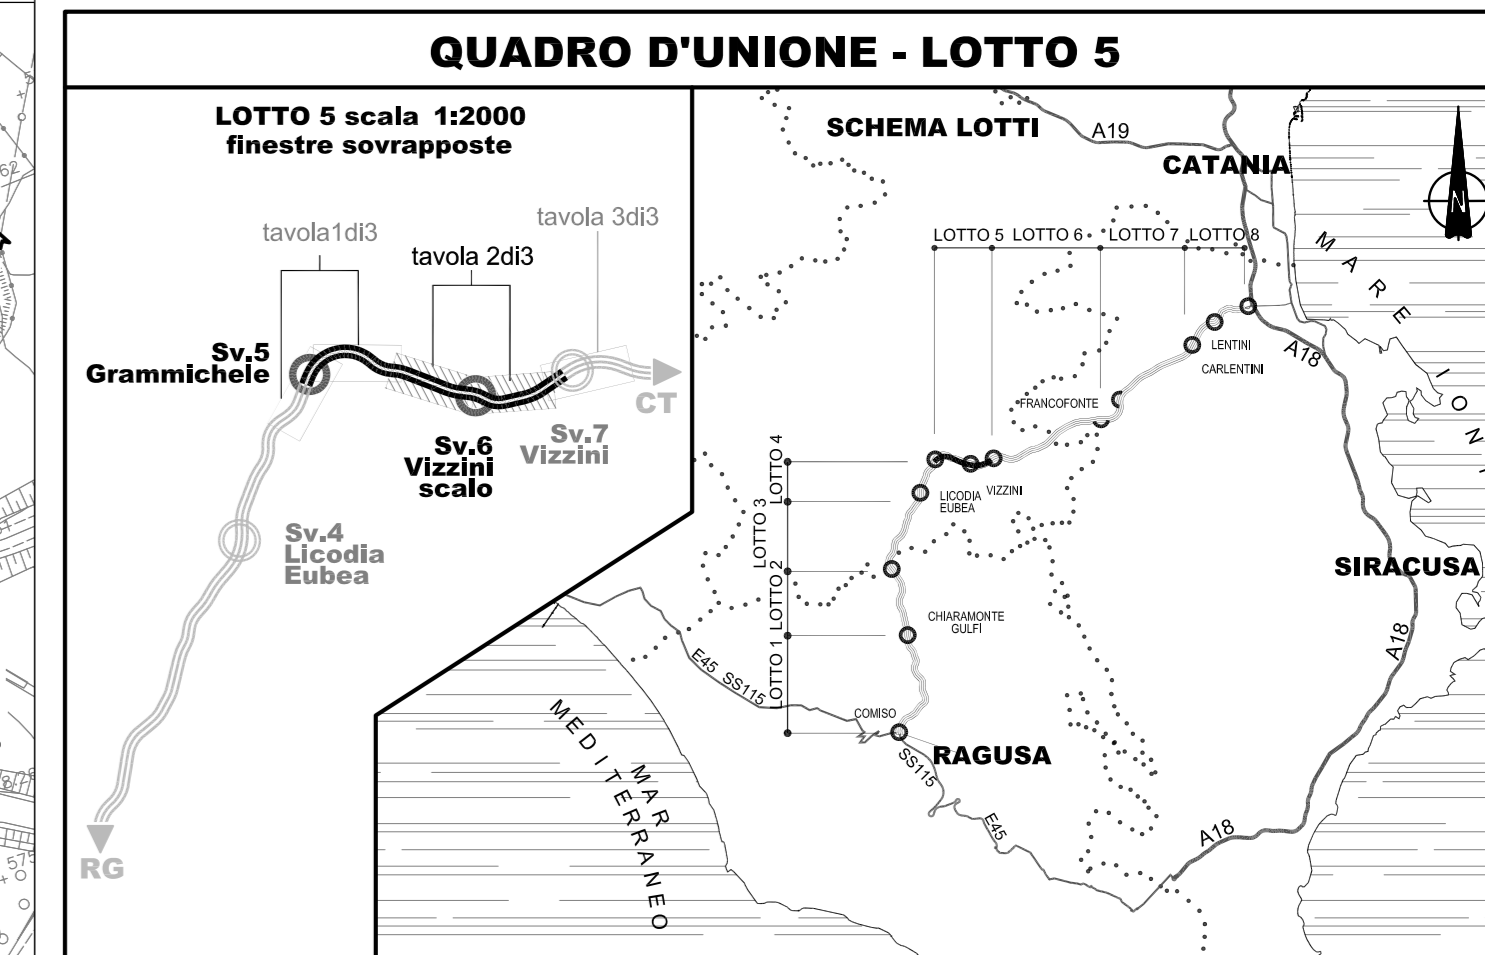 QUADRO D'UNIONE - LOTTO 5
LOTTO 5 scala 1:2000
finestre sovrapposte
tavola1di3
tavola 2di3
tavola 3di3
Sv.5
Grammichele
Sv.6
Vizzini
scalo
Sv.7
Vizzini
CT
Sv.4
Licodia
Eubea
RG
SCHEMA LOTTI
A19
CATANIA
N
LOTTO 5
LOTTO 6
LOTTO 7
LOTTO 8
MARE
IONI
LENTINI
CARLENTINI
A18
FRANCOFONTE
LOTTO 4
LOTTO 3
LOTTO 2
LOTTO 1
LICODIA
EUBEA
VIZZINI
SIRACUSA
CHIARAMONTE
GULFI
A18
E45
SS115
COMISO
RAGUSA
SS115
E45
A18
MAR
MEDITERRANEO
62
575